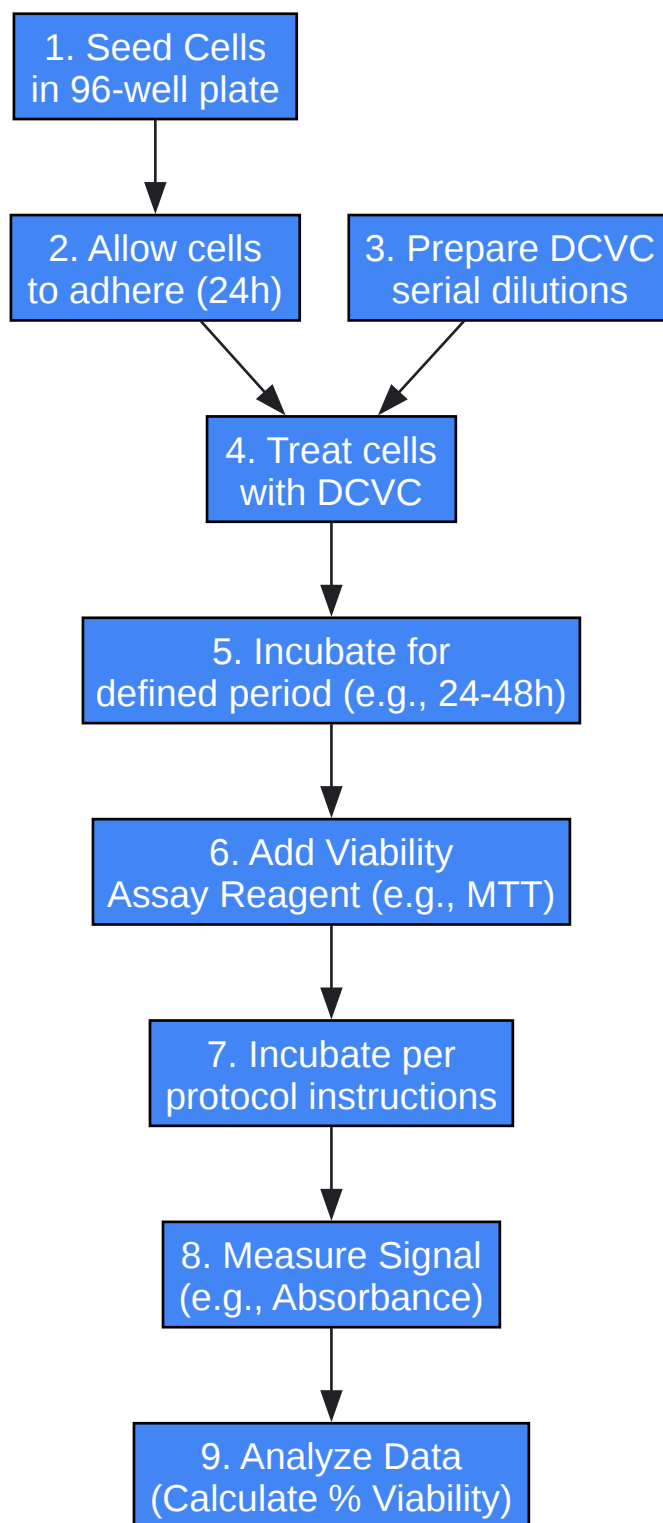 1. Seed Cells
in 96-well plate
2. Allow cells
to adhere (24h)
3. Prepare DCVC
serial dilutions
4. Treat cells
with DCVC
5. Incubate for
defined period (e.g., 24-48h)
6. Add Viability
Assay Reagent (e.g., MTT)
7. Incubate per
protocol instructions
8. Measure Signal
(e.g., Absorbance)
9. Analyze Data
(Calculate % Viability)